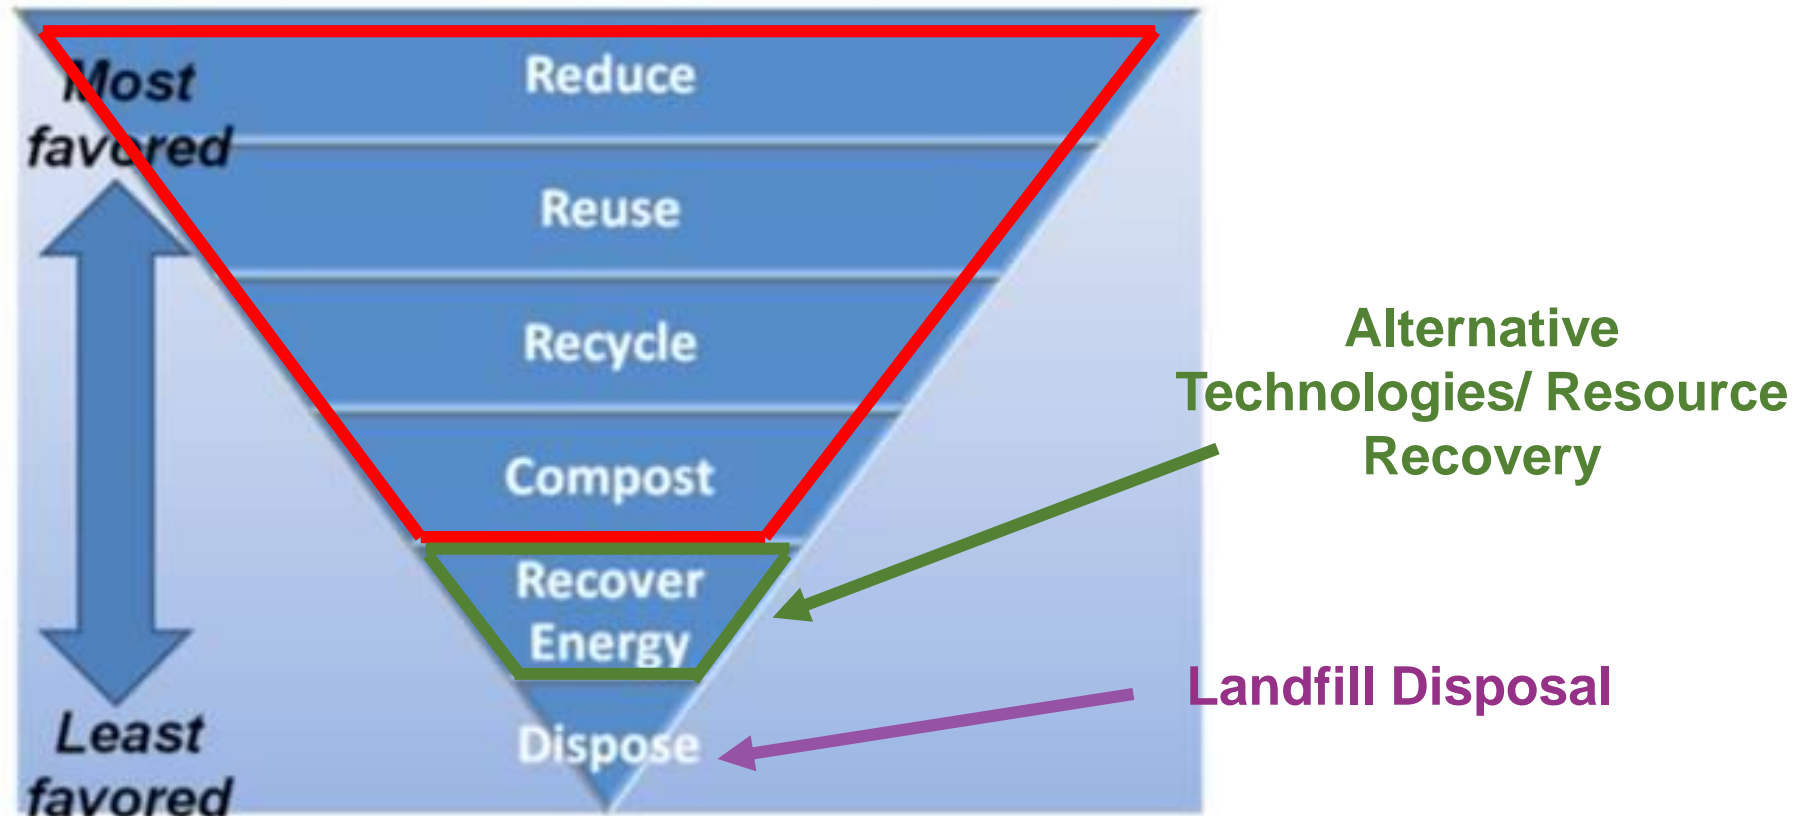 Most
favored
Reduce
Reuse
Recycle
Compost
Recover
Energy
Dispose
Least
favored
Alternative
Technologies/ Resource
Recovery
Landfill Disposal